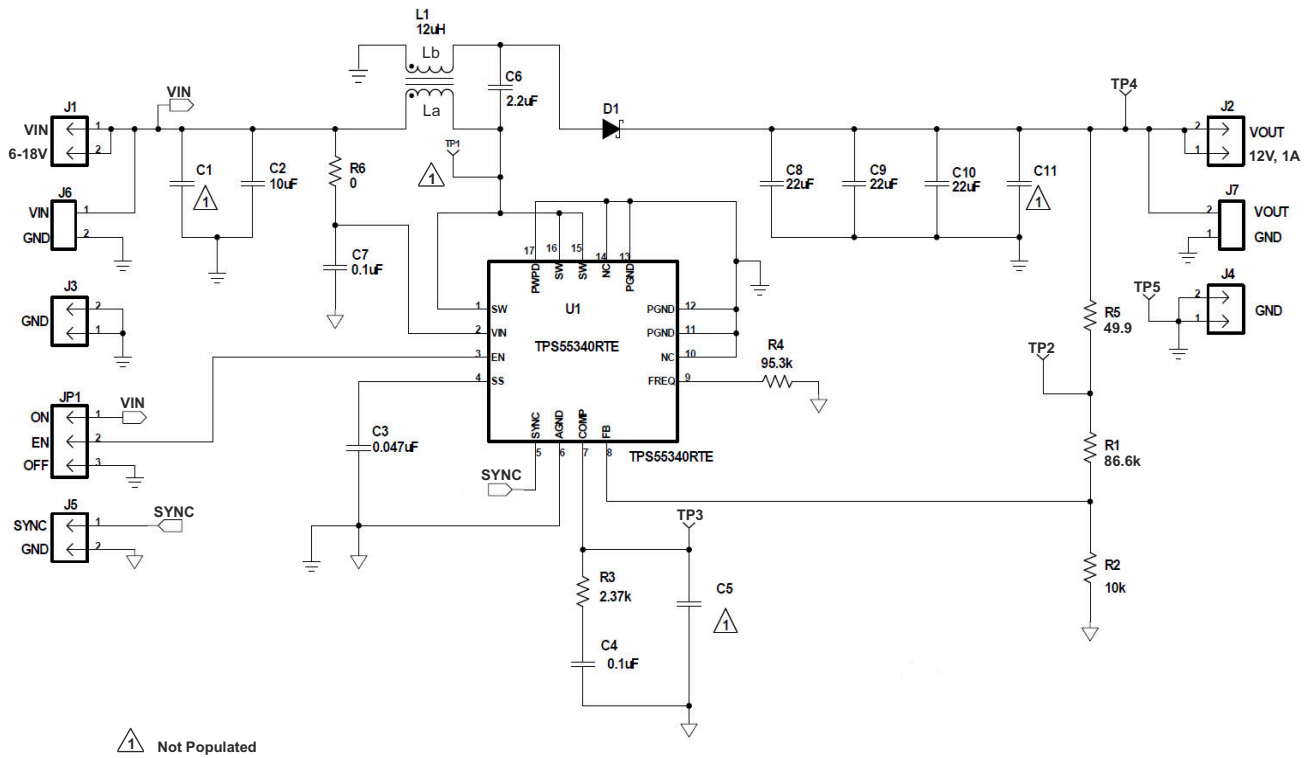 L1
12uH
Lb
La
C6
2.2uF
VIN
J1
VIN
1
6-18V
2
C1
1
C2
10uF
R6
0
TP1
1
D1
TP4
J2
2
VOUT
1
12V, 1A
C8
22uF
C9
22uF
C10
22uF
C11
1
J6
VIN
1
GND
2
C7
0.1uF
J7
2
VOUT
1
GND
17
16
15
14
13
PWPD
SW
SW
NC
PGND
J3
GND
2
1
U1
TPS55340RTE
1
SW
2
VIN
3
EN
4
SS
PGND
12
PGND
11
NC
10
FREQ
9
R4
95.3k
TP5
J4
2
1
GND
R5
49.9
TP2
SYNC
AGND
COMP
FB
5
6
7
8
TPS55340RTE
JP1
ON
1
VIN
EN
2
OFF
3
C3
0.047uF
SYNC
R1
86.6k
J5
SYNC
1
SYNC
GND
2
TP3
R3
2.37k
C5
1
R2
10k
C4
0.1uF
1
Not Populated